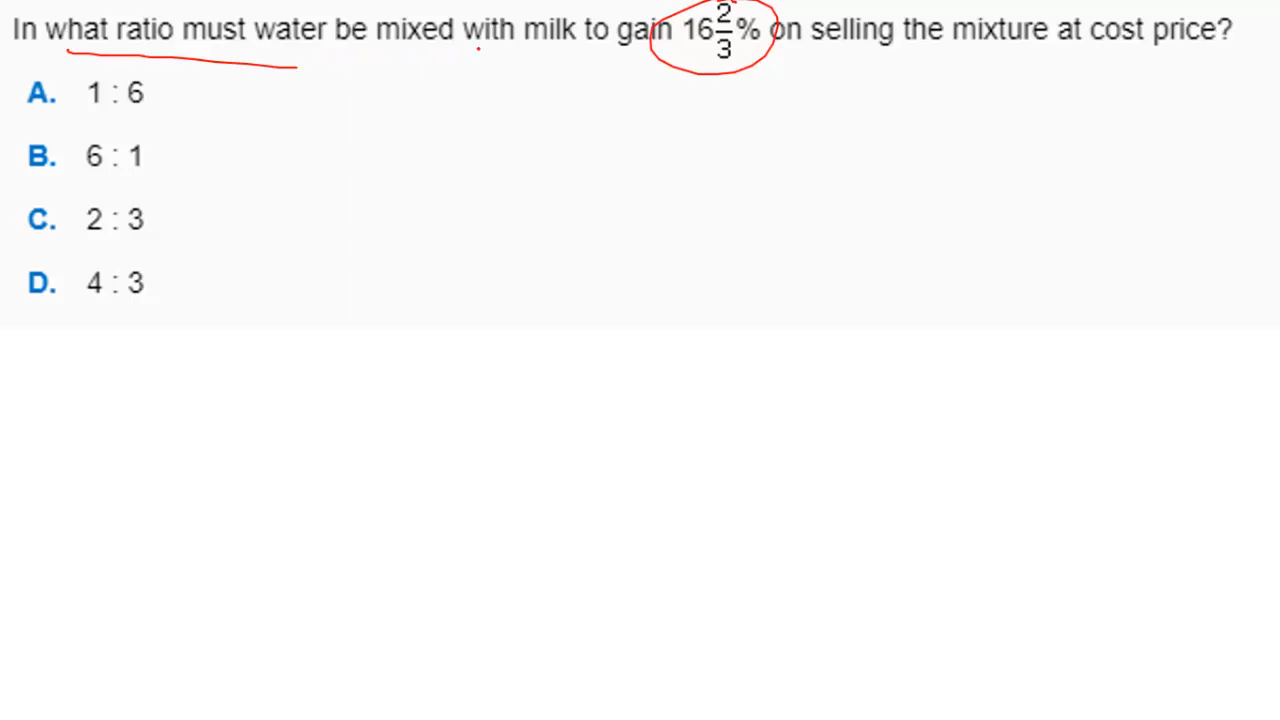 In what ratio must water be mixed with milk to gain 16 2/3 % on selling the mixture at cost price?
A. 1 : 6
B. 6 : 1
C. 2 : 3
D. 4 : 3